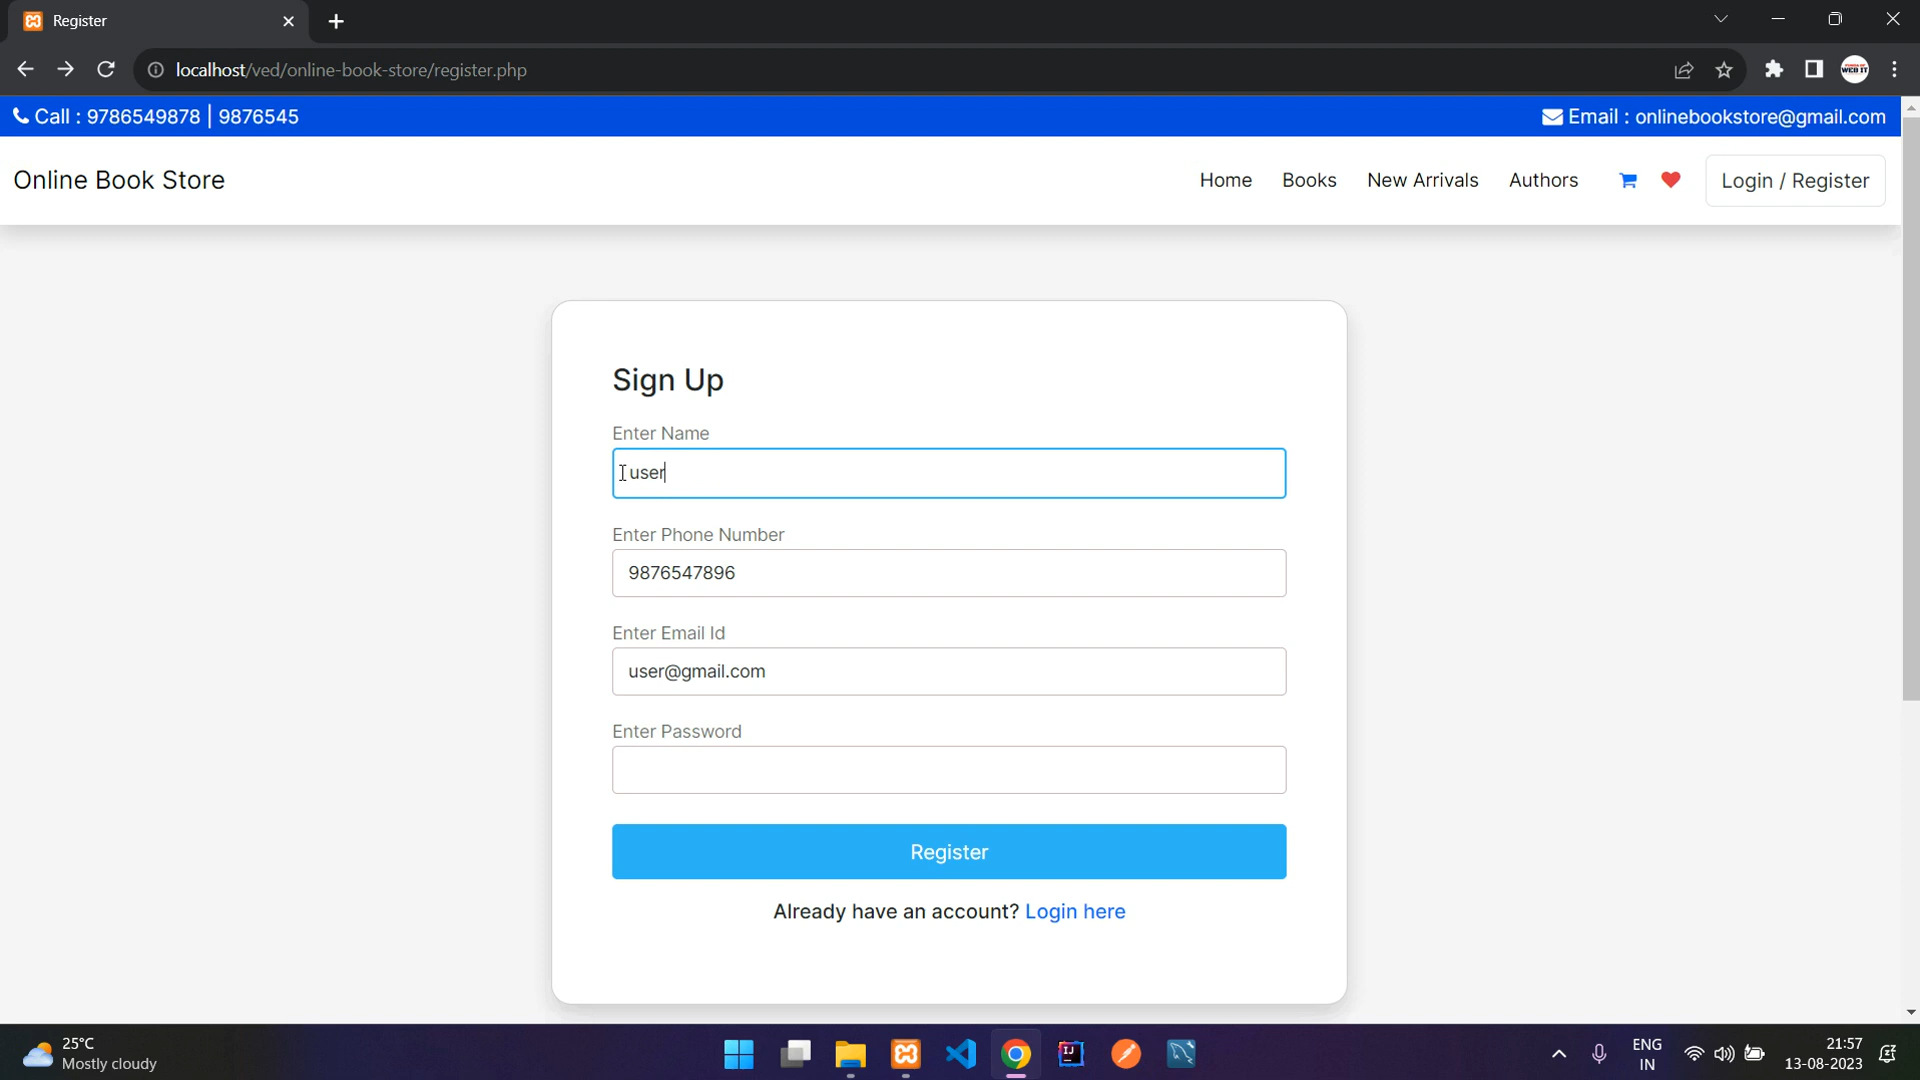 Register
localhost/ved/online-book-store/register.php
WEB IT
Call : 9786549878 | 9876545
Email : onlinebookstore@gmail.com
Online Book Store
Home
Books
New Arrivals
Authors
Login / Register
Sign Up
Enter Name
user
Enter Phone Number
9876547896
Enter Email Id
user@gmail.com
Enter Password
Register
Already have an account? Login here
25°C
Mostly cloudy
IJ
ENG
IN
21:57
13-08-2023